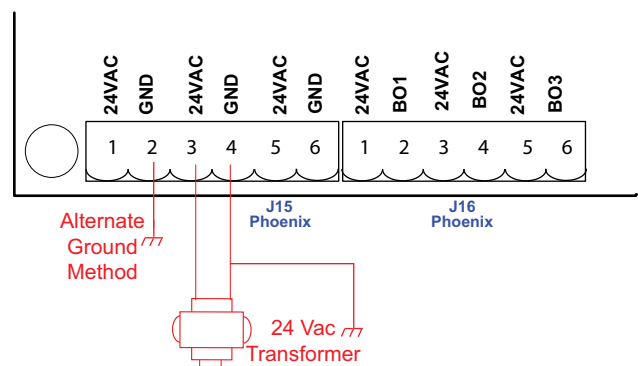 24VAC GND 24VAC GND 24VAC GND 24VAC BO1 24VAC BO2 24VAC BO3
1 2 3 4 5 6 1 2 3 4 5 6
J15
Phoenix
J16
Phoenix
Alternate
Ground
Method
24 Vac
Transformer